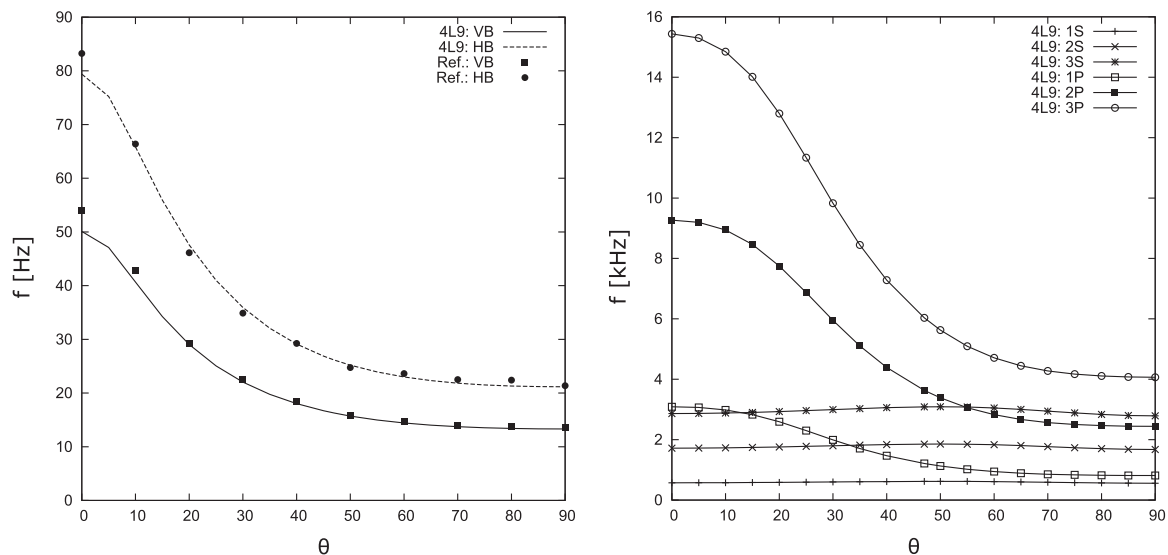 90
80
70
60
50
40
30
20
10
0
f [Hz]
0 10 20 30 40 50 60 70 80 90
θ
4L9: VB
4L9: HB
Ref.: VB
Ref.: HB
16
14
12
10
8
6
4
2
0
f [kHz]
0 10 20 30 40 50 60 70 80 90
θ
4L9: 1S
4L9: 2S
4L9: 3S
4L9: 1P
4L9: 2P
4L9: 3P